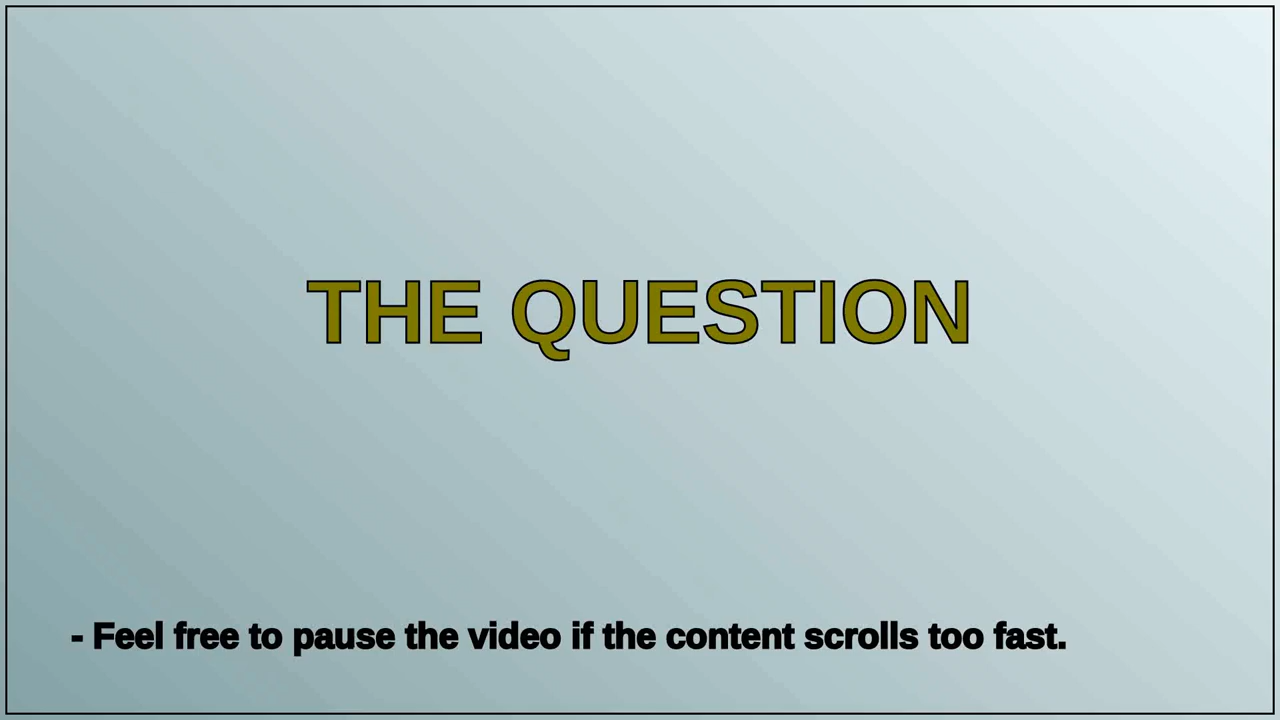 THE QUESTION
- Feel free to pause the video if the content scrolls too fast.